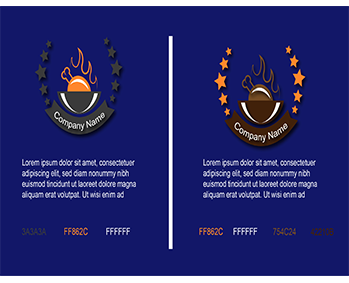 Company Name
Lorem ipsum dolor sit amet, consectetuer
adipiscing elit, sed diam nonummy nibh
euismod tincidunt ut laoreet dolore magna
aliquam erat volutpat. Ut wisi enim ad
3A3A3A FF862C FFFFFF
Company Name
Lorem ipsum dolor sit amet, consectetuer
adipiscing elit, sed diam nonummy nibh
euismod tincidunt ut laoreet dolore magna
aliquam erat volutpat. Ut wisi enim ad
FF862C FFFFFF 754C24